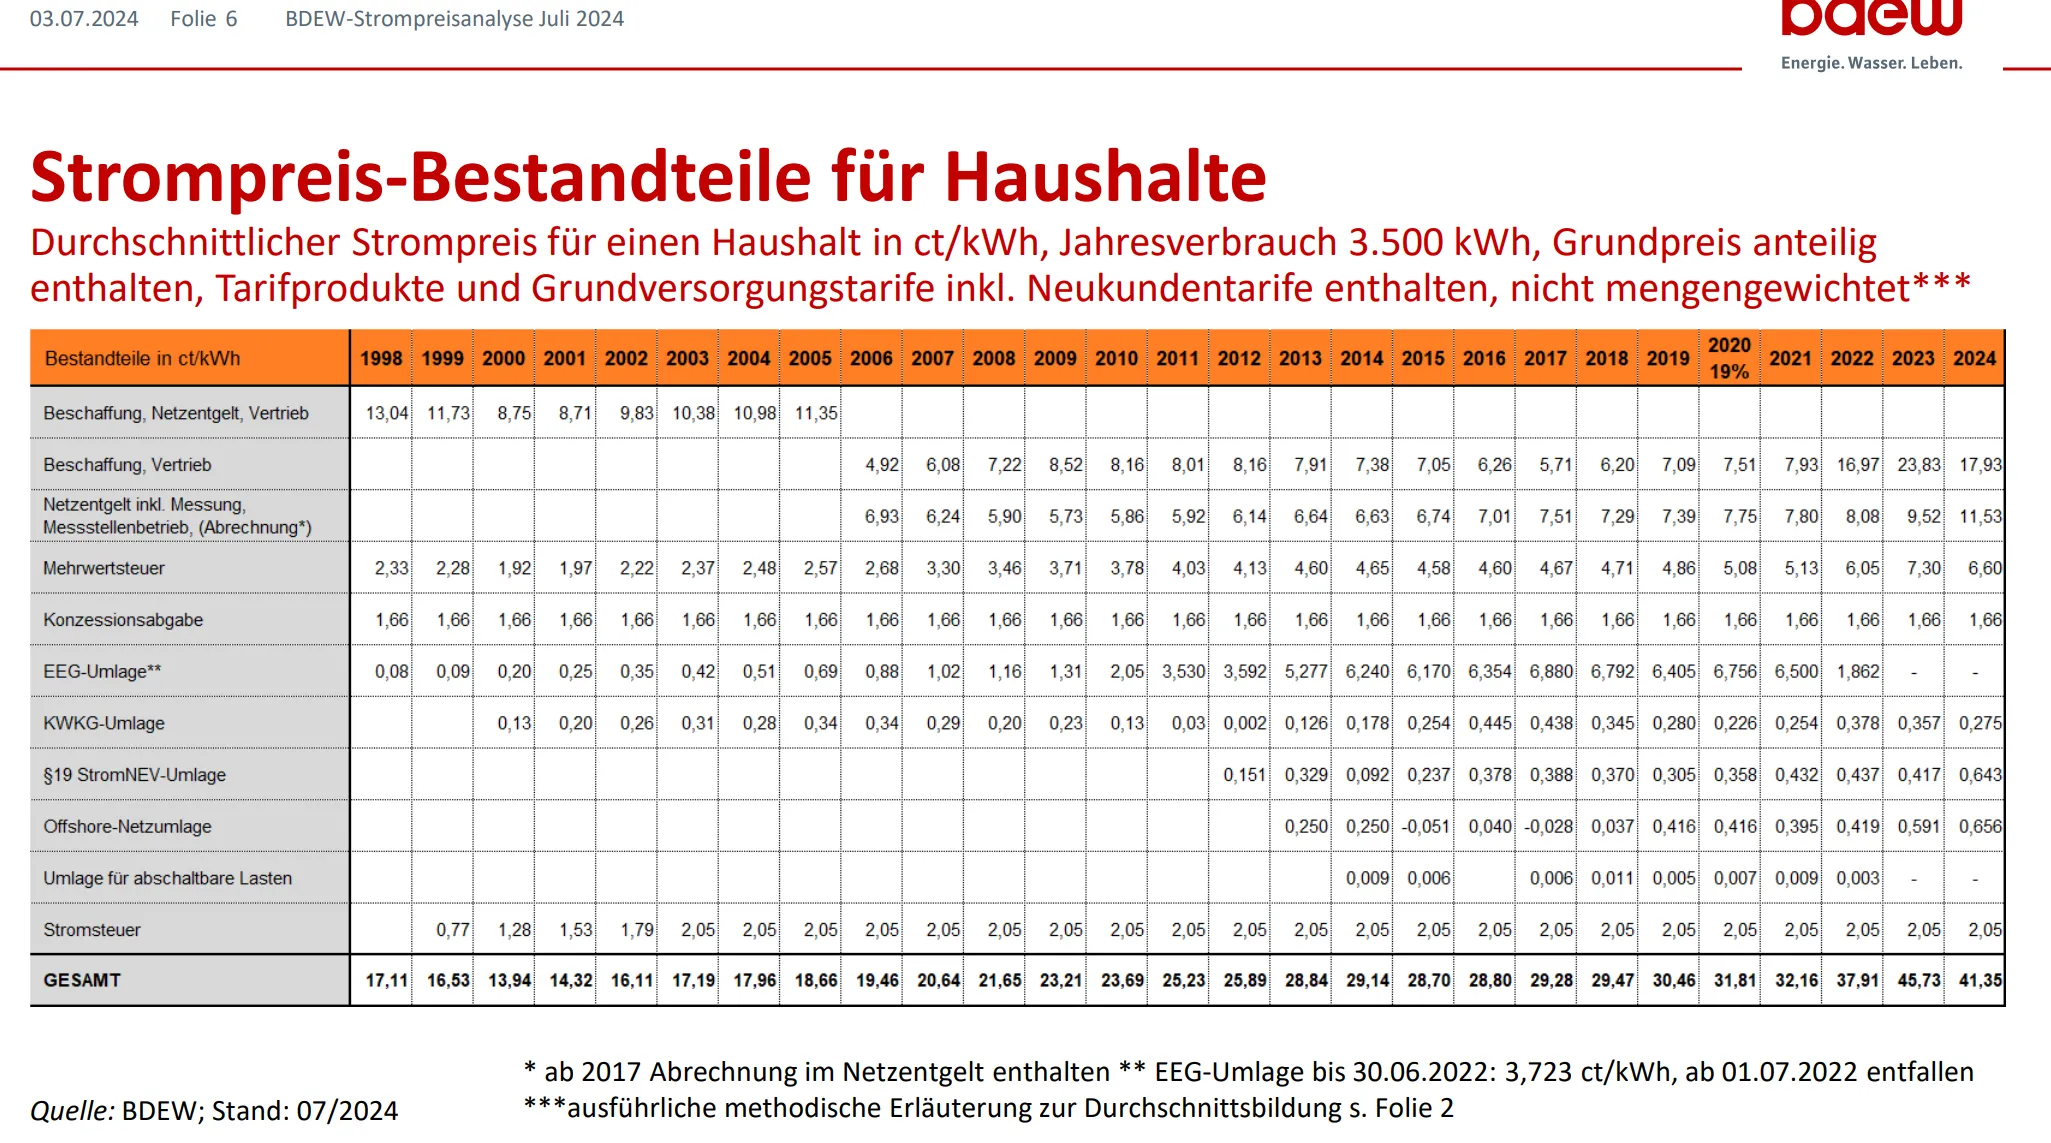 03.07.2024 Folie 6 BDEW-Strompreisanalyse Juli 2024
bdew
Energie. Wasser. Leben.
Strompreis-Bestandteile für Haushalte
Durchschnittlicher Strompreis für einen Haushalt in ct/kWh, Jahresverbrauch 3.500 kWh, Grundpreis anteilig
enthalten, Tarifprodukte und Grundversorgungstarife inkl. Neukundentarife enthalten, nicht mengengewichtet***
Bestandteile in ct/kWh 1998 1999 2000 2001 2002 2003 2004 2005 2006 2007 2008 2009 2010 2011 2012 2013 2014 2015 2016 2017 2018 2019 2020 19% 2021 2022 2023 2024
Beschaffung, Netzentgelt, Vertrieb 13,04 11,73 8,75 8,71 9,83 10,38 10,98 11,35
Beschaffung, Vertrieb 4,92 6,08 7,22 8,52 8,16 8,01 8,16 7,91 7,38 7,05 6,26 5,71 6,20 7,09 7,51 7,93 16,97 23,83 17,93
Netzentgelt inkl. Messung,
Messstellenbetrieb, (Abrechnung*) 6,93 6,24 5,90 5,73 5,86 5,92 6,14 6,64 6,63 6,74 7,01 7,51 7,29 7,39 7,75 7,80 8,08 9,52 11,53
Mehrwertsteuer 2,33 2,28 1,92 1,97 2,22 2,37 2,48 2,57 2,68 3,30 3,46 3,71 3,78 4,03 4,13 4,60 4,65 4,58 4,60 4,67 4,71 4,86 5,08 5,13 6,05 7,30 6,60
Konzessionsabgabe 1,66 1,66 1,66 1,66 1,66 1,66 1,66 1,66 1,66 1,66 1,66 1,66 1,66 1,66 1,66 1,66 1,66 1,66 1,66 1,66 1,66 1,66 1,66 1,66 1,66 1,66 1,66
EEG-Umlage** 0,08 0,09 0,20 0,25 0,35 0,42 0,51 0,69 0,88 1,02 1,16 1,31 2,05 3,530 3,592 5,277 6,240 6,170 6,354 6,880 6,792 6,405 6,756 6,500 1,862 - -
KWKG-Umlage 0,13 0,20 0,26 0,31 0,28 0,34 0,34 0,29 0,20 0,23 0,13 0,03 0,002 0,126 0,178 0,254 0,445 0,438 0,345 0,280 0,226 0,254 0,378 0,357 0,275
§19 StromNEV-Umlage 0,151 0,329 0,092 0,237 0,378 0,388 0,370 0,305 0,358 0,432 0,437 0,417 0,643
Offshore-Netzumlage 0,250 0,250 -0,051 0,040 -0,028 0,037 0,416 0,416 0,395 0,419 0,591 0,656
Umlage für abschaltbare Lasten 0,009 0,006 0,006 0,011 0,005 0,007 0,009 0,003 - -
Stromsteuer 0,77 1,28 1,53 1,79 2,05 2,05 2,05 2,05 2,05 2,05 2,05 2,05 2,05 2,05 2,05 2,05 2,05 2,05 2,05 2,05 2,05 2,05 2,05 2,05 2,05 2,05
GESAMT 17,11 16,53 13,94 14,32 16,11 17,19 17,96 18,66 19,46 20,64 21,65 23,21 23,69 25,23 25,89 28,84 29,14 28,70 28,80 29,28 29,47 30,46 31,81 32,16 37,91 45,73 41,35
* ab 2017 Abrechnung im Netzentgelt enthalten ** EEG-Umlage bis 30.06.2022: 3,723 ct/kWh, ab 01.07.2022 entfallen
Quelle: BDEW; Stand: 07/2024
***ausführliche methodische Erläuterung zur Durchschnittsbildung s. Folie 2